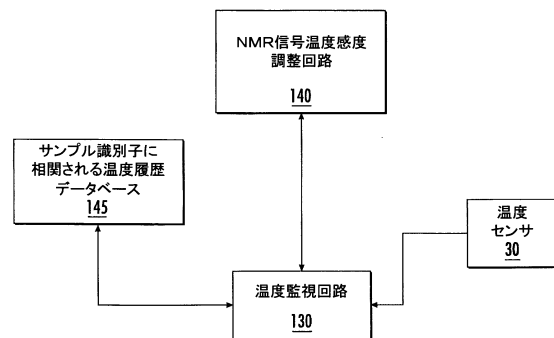 NMR信号温度感度
調整回路
140
サンプル識別子に
相関される温度履歴
データベース
145
温度
センサ
30
温度監視回路
130